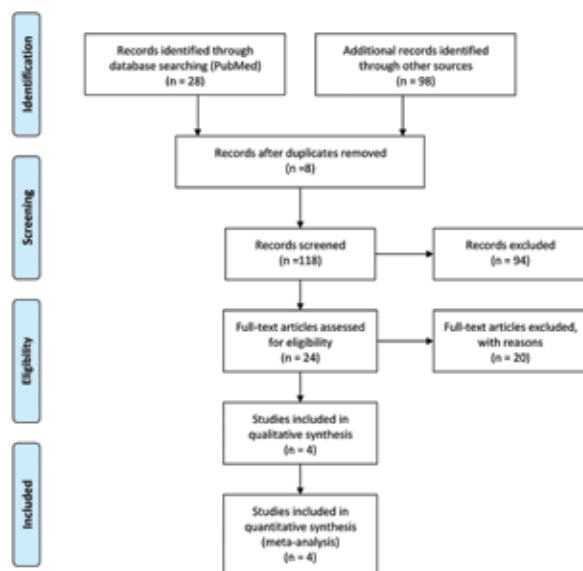 Identification
Records identified through
database searching (PubMed)
(n = 28)
Additional records identified
through other sources
(n = 98)
Records after duplicates removed
(n =8)
Screening
Records screened
(n =118)
Records excluded
(n = 94)
Eligibility
Full-text articles assessed
for eligibility
(n = 24)
Full-text articles excluded,
with reasons
(n = 20)
Studies included in
qualitative synthesis
(n = 4)
Included
Studies included in
quantitative synthesis
(meta-analysis)
(n = 4)